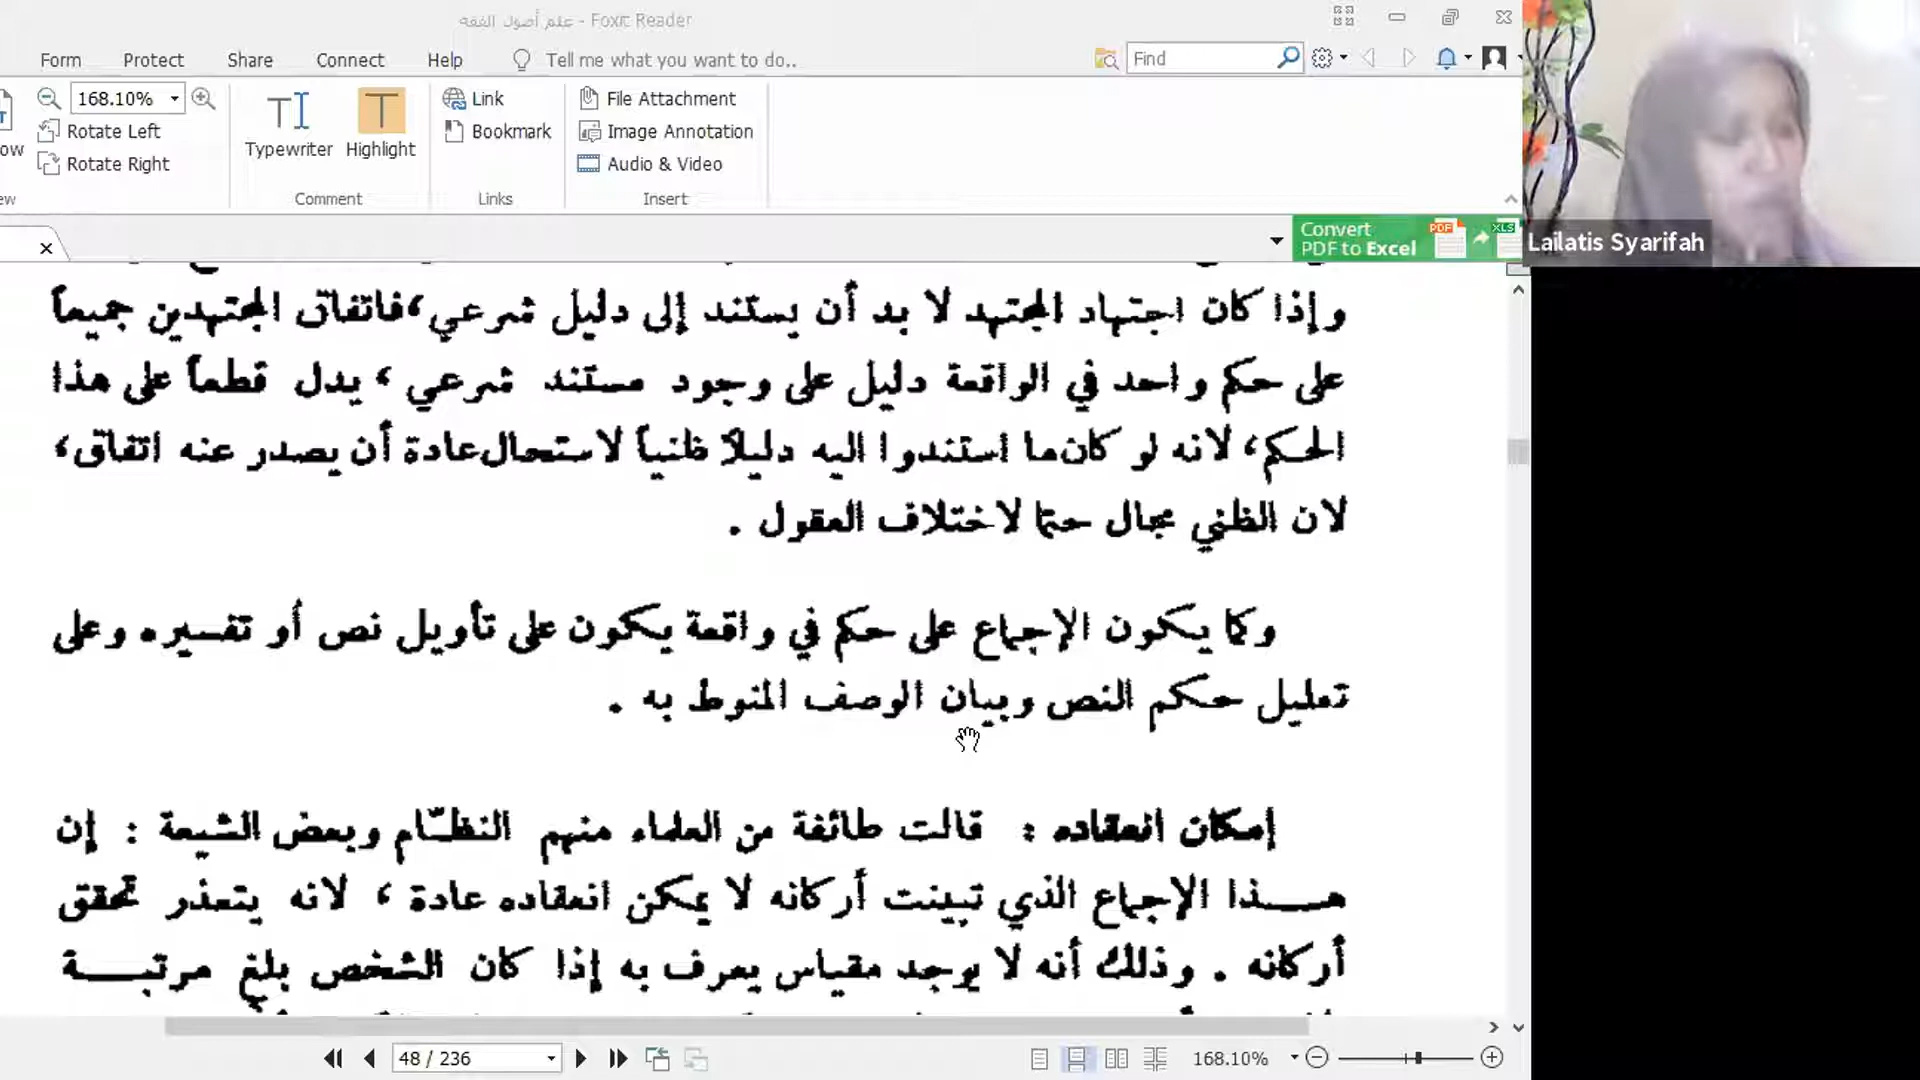 علم أصول الفقه - Foxit Reader
Form Protect Share Connect Help Tell me what you want to do.. Find
168.10%
Rotate Left
Rotate Right
Typewriter Highlight
Link
Bookmark
File Attachment
Image Annotation
Audio & Video
Comment Links Insert
Convert
PDF to Excel
PDF XLS
Lailatis Syarifah
وإذا كان اجتهاد المجتهد لا بد أن يستند إلى دليل شرعي، فاتفاق المجتهدين جميعاً
على حكم واحد في الواقعة دليل على وجود مستند شرعي ، يدل قطعاً على هذا
الحكم، لانه لو كان ما استندوا اليه دليلاً ظنياً لاستحال عادة أن يصدر عنه اتفاق،
لان الظني مجال حتما لاختلاف العقول .
وكما يكون الإجماع على حكم في واقعة يكون على تأويل نص أو تفسيره وعلى
تعليل حكم النص وبيان الوصف المنوط به .
إمكان انعقاده : قالت طائفة من العلماء منهم النظّام وبعض الشيعة : إن
هذا الإجماع الذي تبينت أركانه لا يمكن انعقاده عادة ، لانه يتعذر تحقق
أركانه . وذلك أنه لا يوجد مقياس يعرف به إذا كان الشخص بلغ مرتبة
48 / 236
168.10%